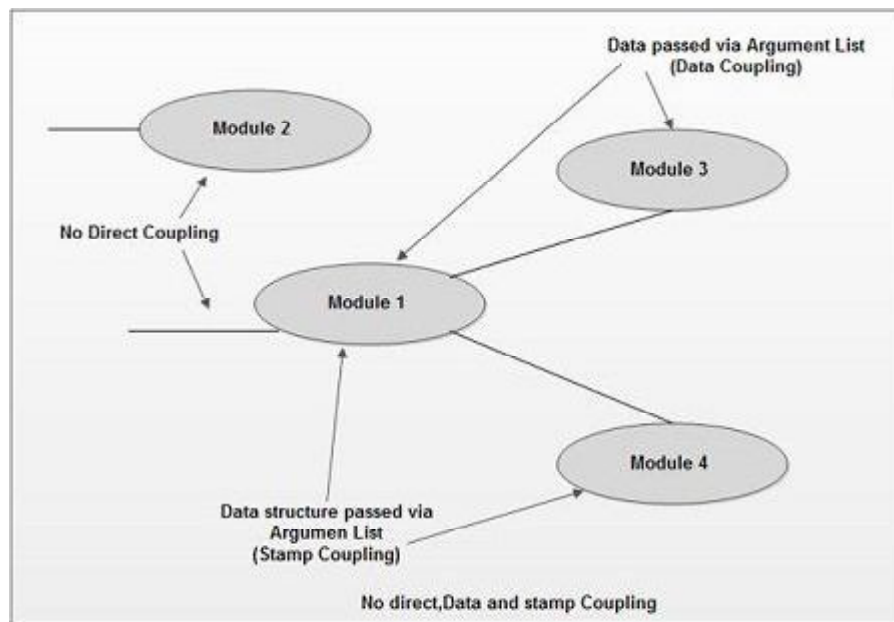 Data passed via Argument List
(Data Coupling)
Module 2
Module 3
No Direct Coupling
Module 1
Module 4
Data structure passed via
Argumen List
(Stamp Coupling)
No direct,Data and stamp Coupling